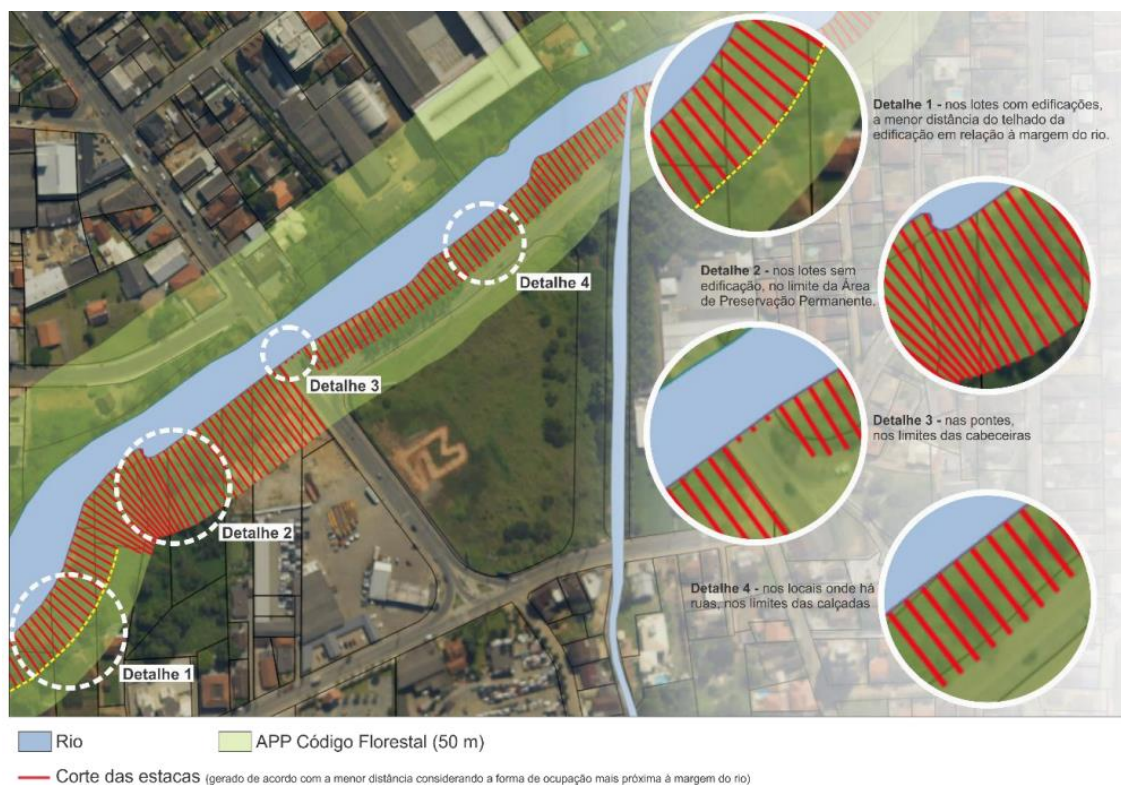 Detalhe 1 - nos lotes com edificações,
a menor distância do telhado da
edificação em relação à margem do rio.
Detalhe 4
Detalhe 2 - nos lotes sem
edificação, no limite da Área
de Preservação Permanente.
Detalhe 3
Detalhe 3 - nas pontes,
nos limites das cabeceiras
Detalhe 2
Detalhe 4 - nos locais onde há
ruas, nos limites das calçadas
Detalhe 1
Rio
APP Código Florestal (50 m)
Corte das estacas (gerado de acordo com a menor distância considerando a forma de ocupação mais próxima à margem do rio)